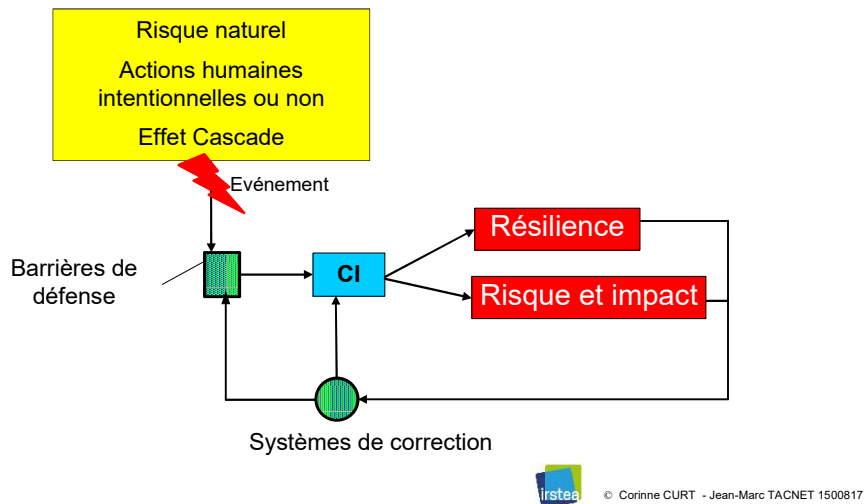 Risque naturel
Actions humaines
intentionnelles ou non
Effet Cascade
Evénement
Barrières de
défense
CI
Résilience
Risque et impact
Systèmes de correction
irstea
© Corinne CURT - Jean-Marc TACNET 1500817